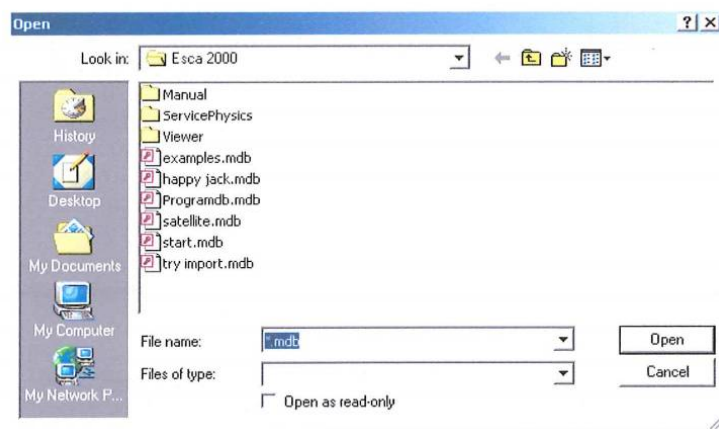 Open
Look in: Esca 2000
History
Desktop
My Documents
My Computer
My Network P...
Manual
ServicePhysics
Viewer
examples.mdb
happy jack.mdb
Programdb.mdb
satellite.mdb
start.mdb
try import.mdb
File name: *.mdb
Open
Files of type:
Cancel
Open as read-only